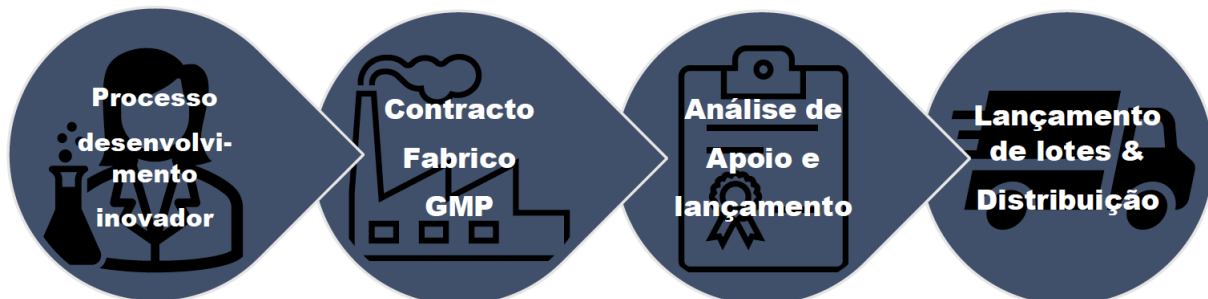 Processo
desenvolvi-
mento
inovador
Contracto
Fabrico
GMP
Análise de
Apoio e
lançamento
Lançamento
de lotes &
Distribuição